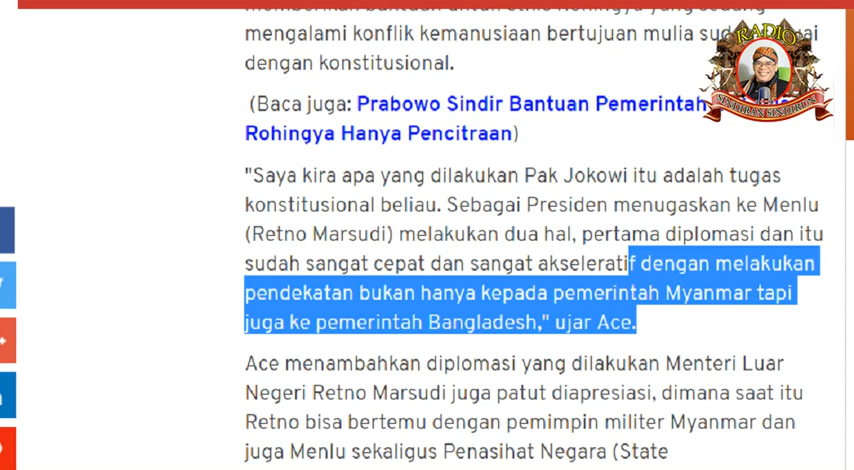 mengalami konflik kemanusiaan bertujuan mulia
dengan konstitusional.
(Baca juga: Prabowo Sindir Bantuan Pemerintah
Rohingya Hanya Pencitraan)
"Saya kira apa yang dilakukan Pak Jokowi itu adalah tugas
konstitusional beliau. Sebagai Presiden menugaskan ke Menlu
(Retno Marsudi) melakukan dua hal, pertama diplomasi dan itu
sudah sangat cepat dan sangat akseleratif dengan melakukan
pendekatan bukan hanya kepada pemerintah Myanmar tapi
juga ke pemerintah Bangladesh," ujar Ace.
Ace menambahkan diplomasi yang dilakukan Menteri Luar
Negeri Retno Marsudi juga patut diapresiasi, dimana saat itu
Retno bisa bertemu dengan pemimpin militer Myanmar dan
juga Menlu sekaligus Penasihat Negara (State
RADIO